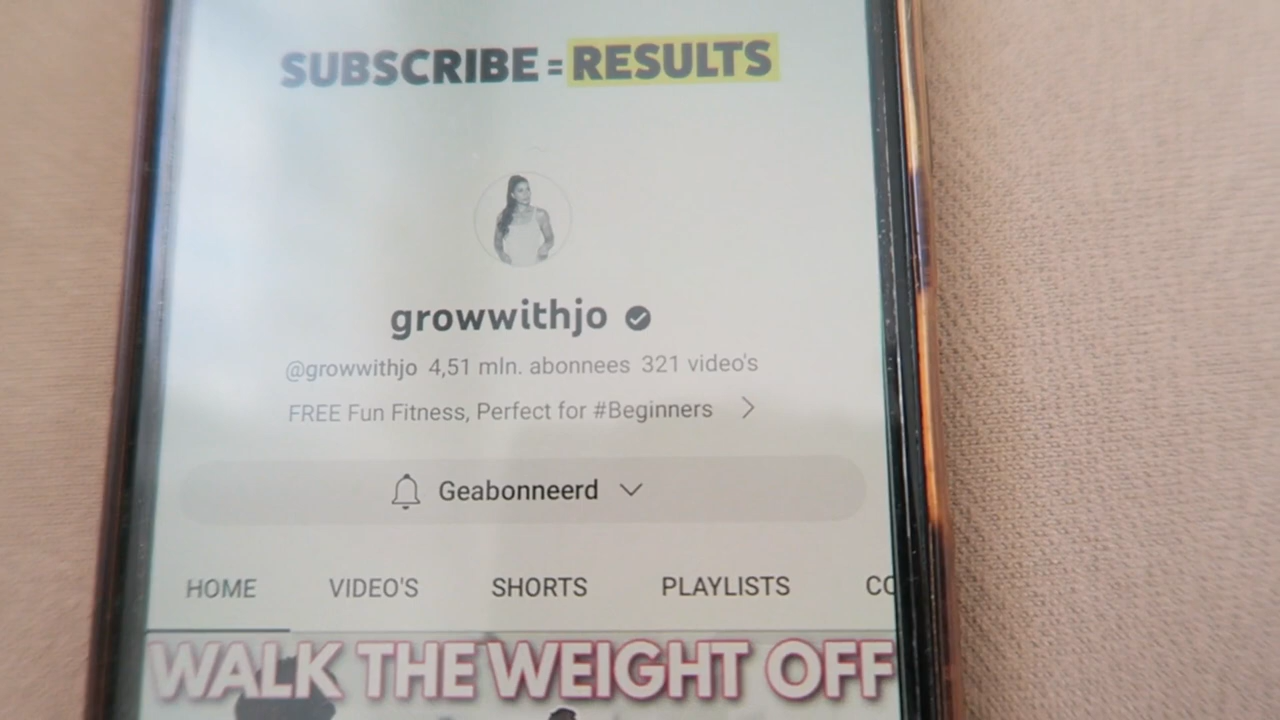 SUBSCRIBE = RESULTS
growwithjo
@growwithjo 4,51 mln. abonnees 321 video's
FREE Fun Fitness, Perfect for #Beginners
Geabonneerd
HOME VIDEO'S SHORTS PLAYLISTS CO
WALK THE WEIGHT OFF